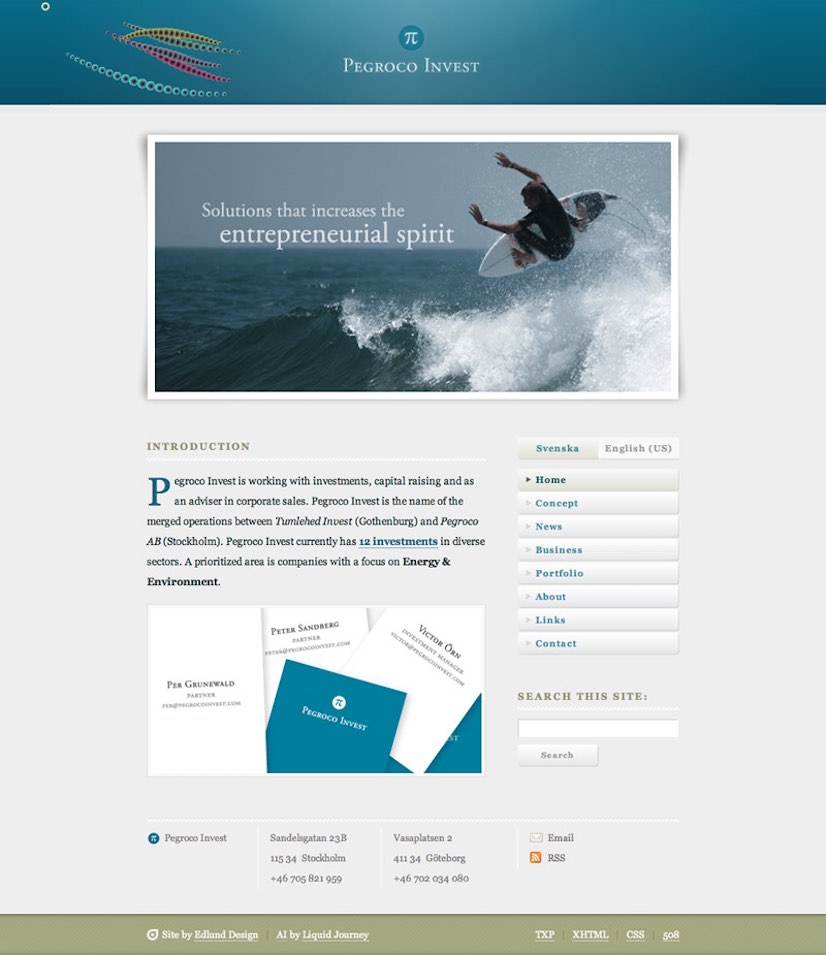 π
PEGROCO INVEST
Solutions that increases the
entrepreneurial spirit
INTRODUCTION
Pegroco Invest is working with investments, capital raising and as
an adviser in corporate sales. Pegroco Invest is the name of the
merged operations between Tumlehed Invest (Gothenburg) and Pegroco
AB (Stockholm). Pegroco Invest currently has 12 investments in diverse
sectors. A prioritized area is companies with a focus on Energy &
Environment.
PER GRUNEWALD
PARTNER
PER@PEGROCOINVEST.COM
PETER SANDBERG
PARTNER
PETER@PEGROCOINVEST.COM
VICTOR ÖRN
INVESTMENT MANAGER
VICTOR@PEGROCOINVEST.COM
π
PEGROCO INVEST
ST
Svenska
English (US)
Home
Concept
News
Business
Portfolio
About
Links
Contact
SEARCH THIS SITE:
Search
π Pegroco Invest
Sandelsgatan 23B
115 34 Stockholm
+46 705 821 959
Vasaplatsen 2
411 34 Göteborg
+46 702 034 080
Email
RSS
Site by Edlund Design | AI by Liquid Journey
TXP | XHTML | CSS | 508